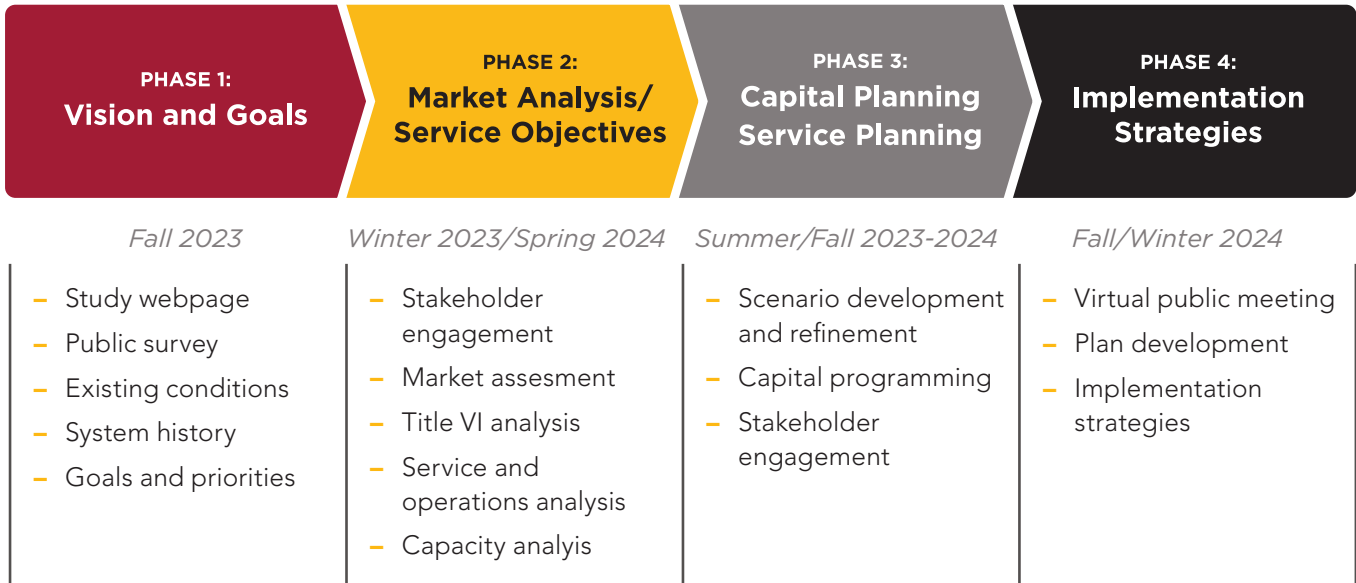 PHASE 1:
Vision and Goals
PHASE 2:
Market Analysis/
Service Objectives
PHASE 3:
Capital Planning
Service Planning
PHASE 4:
Implementation
Strategies
Fall 2023
– Study webpage
– Public survey
– Existing conditions
– System history
– Goals and priorities
Winter 2023/Spring 2024
– Stakeholder
engagement
– Market assesment
– Title VI analysis
– Service and
operations analysis
– Capacity analyis
Summer/Fall 2023-2024
– Scenario development
and refinement
– Capital programming
– Stakeholder
engagement
Fall/Winter 2024
– Virtual public meeting
– Plan development
– Implementation
strategies